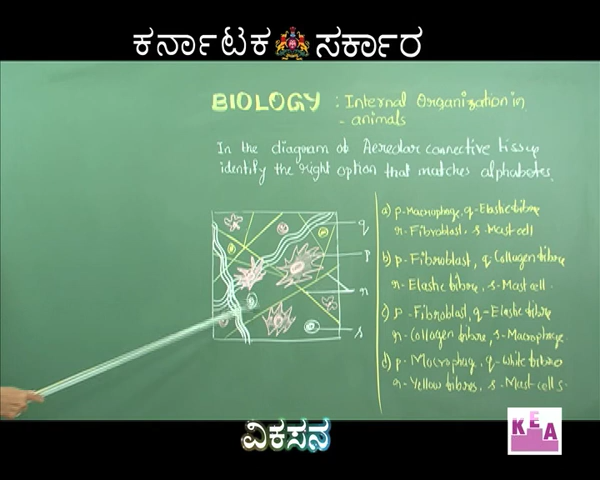 ಕರ್ನಾಟಕ ಸರ್ಕಾರ
BIOLOGY : Internal Organization in
- animals
In the diagram of Aereolar connective tissue
identify the right option that matches alphabetes.
q
p
r
s
a) p-Macrophage, q-Elastic fibre
r-Fibroblast, s-Mast cell
b) p-Fibroblast, q Collagen fibre
r-Elastic fibre, s-Mast cell.
c) p-Fibroblast, q-Elastic fibre
r-Collagen fibre, s-Macrophage
d) p-Macrophag, q-White fibre
r-Yellow fibres, s-Mast cells
ವಿಕಸನ
KEA